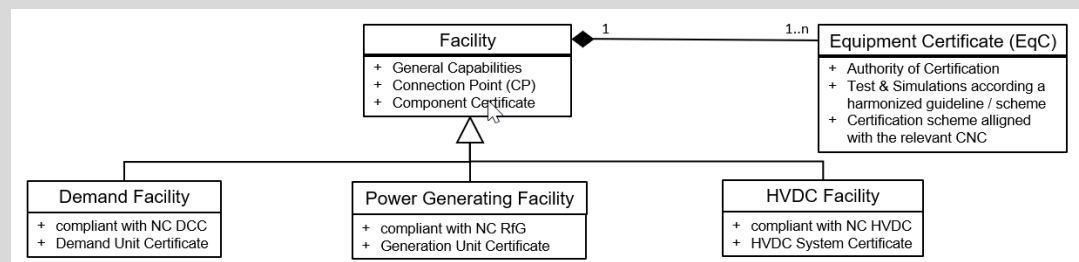 Facility
+ General Capabilities
+ Connection Point (CP)
+ Component Certificate
1
1..n
Equipment Certificate (EqC)
+ Authority of Certification
+ Test & Simulations according a
harmonized guideline / scheme
+ Certification scheme alligned
with the relevant CNC
Demand Facility
+ compliant with NC DCC
+ Demand Unit Certificate
Power Generating Facility
+ compliant with NC RfG
+ Generation Unit Certificate
HVDC Facility
+ compliant with NC HVDC
+ HVDC System Certificate